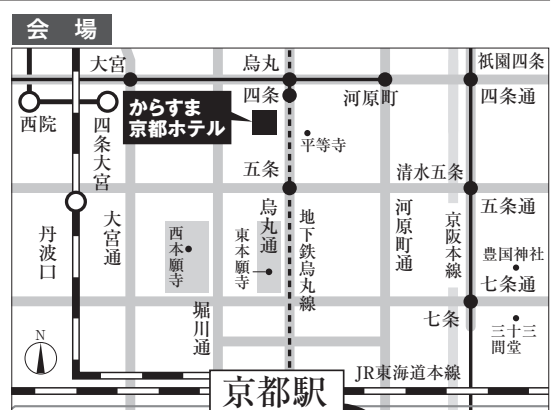 会場
大宮
烏丸
祇園四条
四条
河原町
四条通
西院
四条大宮
からすま
京都ホテル
平等寺
五条
清水五条
五条通
丹波口
大宮通
西本願寺
東本願寺
烏丸通
地下鉄烏丸線
河原町通
京阪本線
豊国神社
七条通
堀川通
七条
三十三
間堂
N
JR東海道本線
京都駅